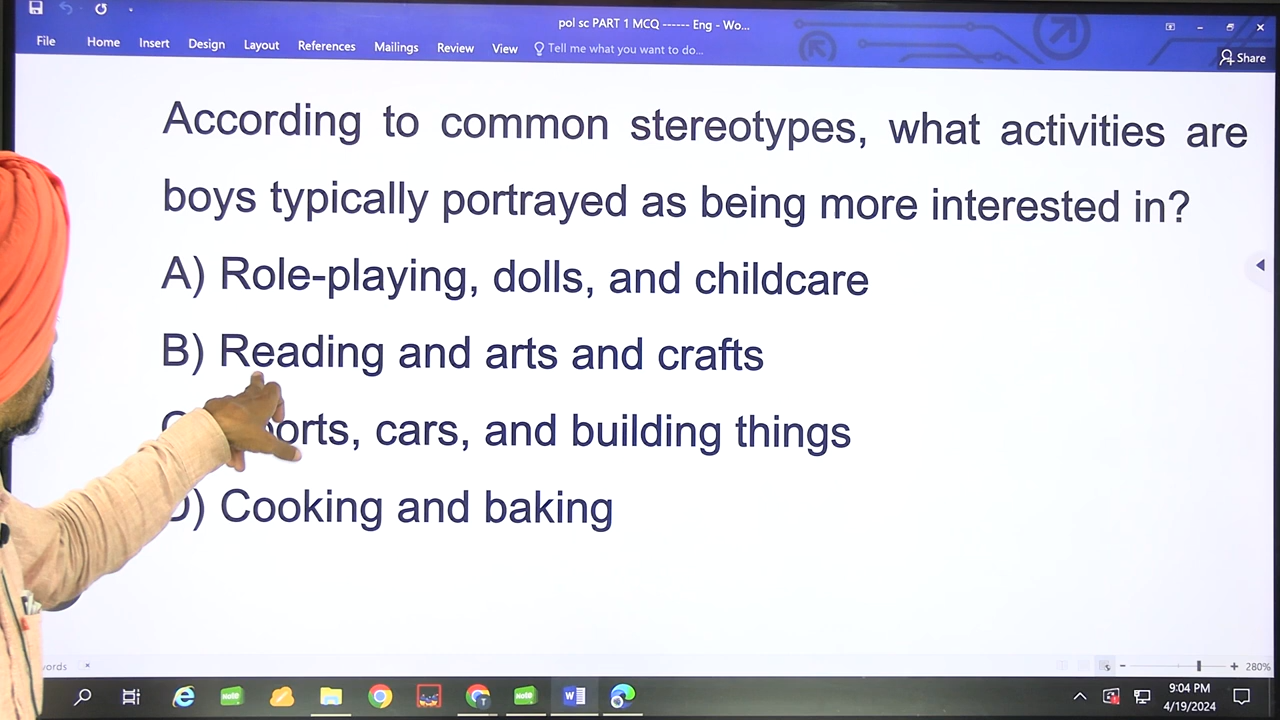 pol sc PART 1 MCQ ------ Eng - Wo...
File Home Insert Design Layout References Mailings Review View Tell me what you want to do... Share
According to common stereotypes, what activities are
boys typically portrayed as being more interested in?
A) Role-playing, dolls, and childcare
B) Reading and arts and crafts
cars, and building things
D) Cooking and baking
280%
Note Note
9:04 PM
4/19/2024